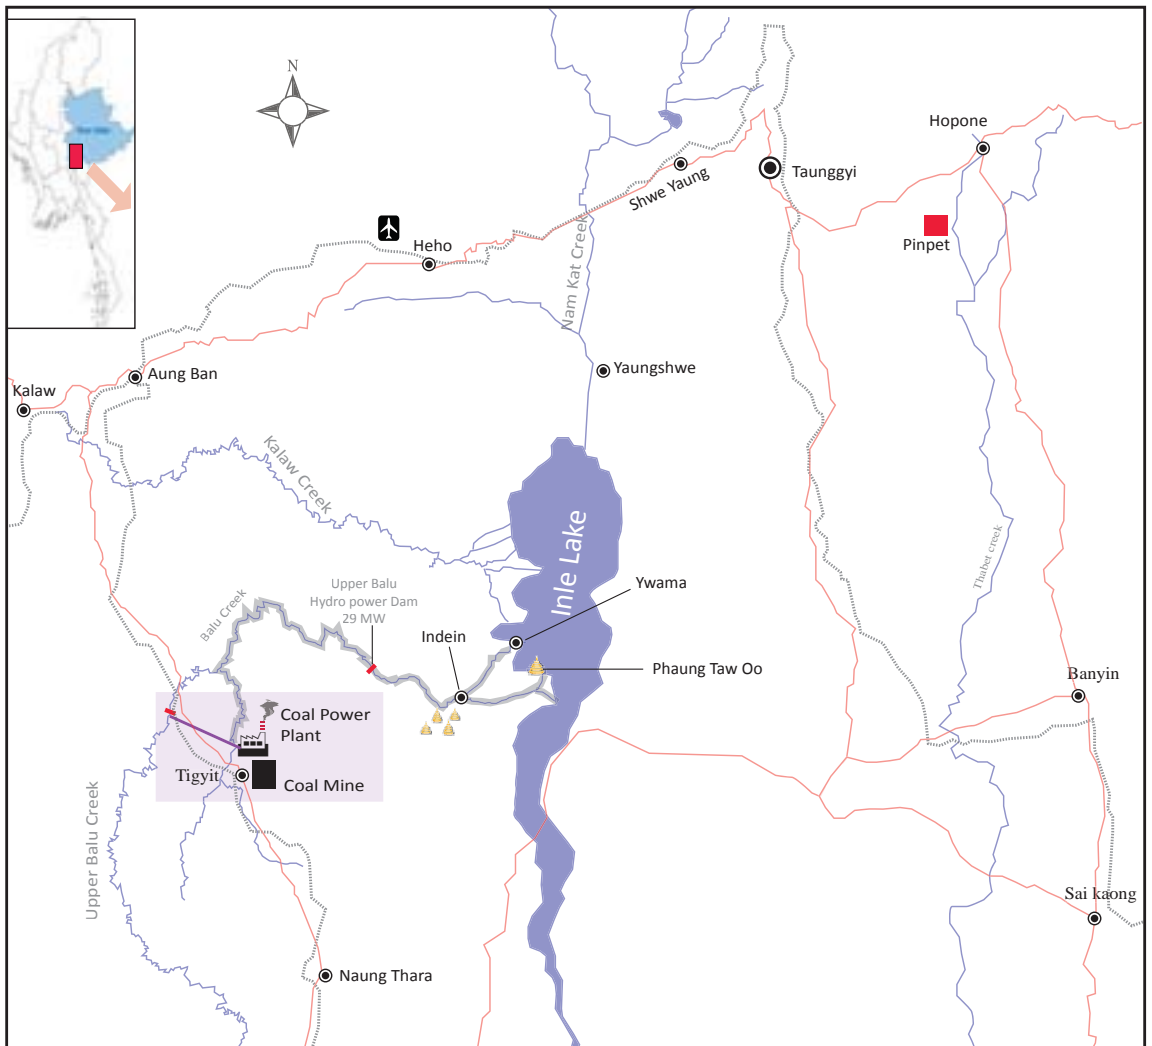 N
Hopone
Shwe Yaung
Taunggyi
Pinpet
Heho
Nam Kat Creek
Yaungshwe
Aung Ban
Kalaw
Kalaw Creek
Inle Lake
Thabet creek
Upper Balu
Hydro power Dam
29 MW
Ywama
Balu Creek
Indein
Phaung Taw Oo
Banyin
Coal Power
Plant
Tigyit
Coal Mine
Upper Balu Creek
Sai kaong
Naung Thara